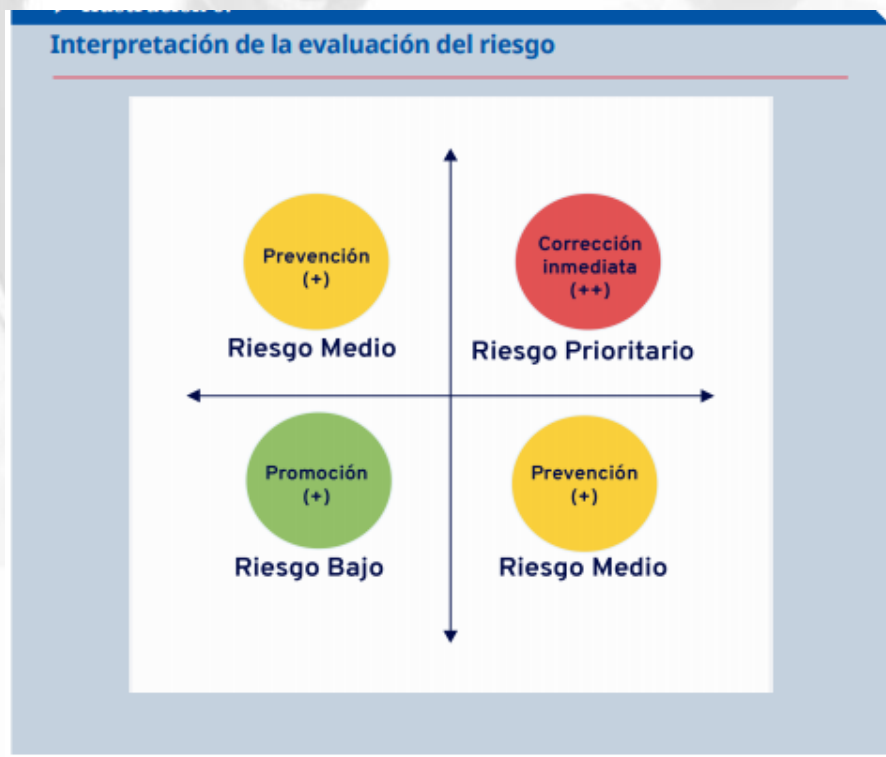 Interpretación de la evaluación del riesgo
Prevención
(+)
Riesgo Medio
Corrección
inmediata
(++)
Riesgo Prioritario
Promoción
(+)
Riesgo Bajo
Prevención
(+)
Riesgo Medio